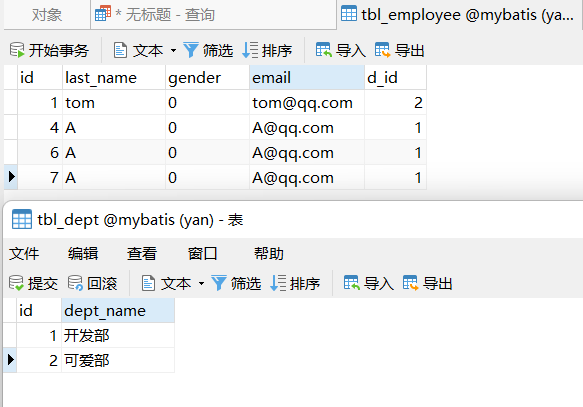 对象 * 无标题 - 查询 tbl_employee @mybatis (ya...
开始事务 文本 筛选 排序 导入 导出
id last_name gender email d_id
1 tom 0 tom@qq.com 2
4 A 0 A@qq.com 1
6 A 0 A@qq.com 1
7 A 0 A@qq.com 1
tbl_dept @mybatis (yan) - 表
文件 编辑 查看 窗口 帮助
提交 回滚 文本 筛选 排序 导入 导出
id dept_name
1 开发部
2 可爱部